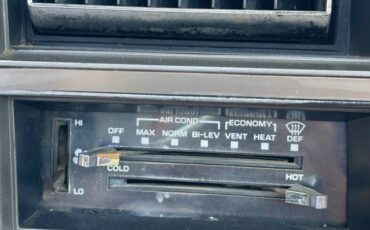 HI
AIR COND ECONOMY
OFF MAX NORM BI-LEV VENT HEAT DEF
COLD HOT
LO